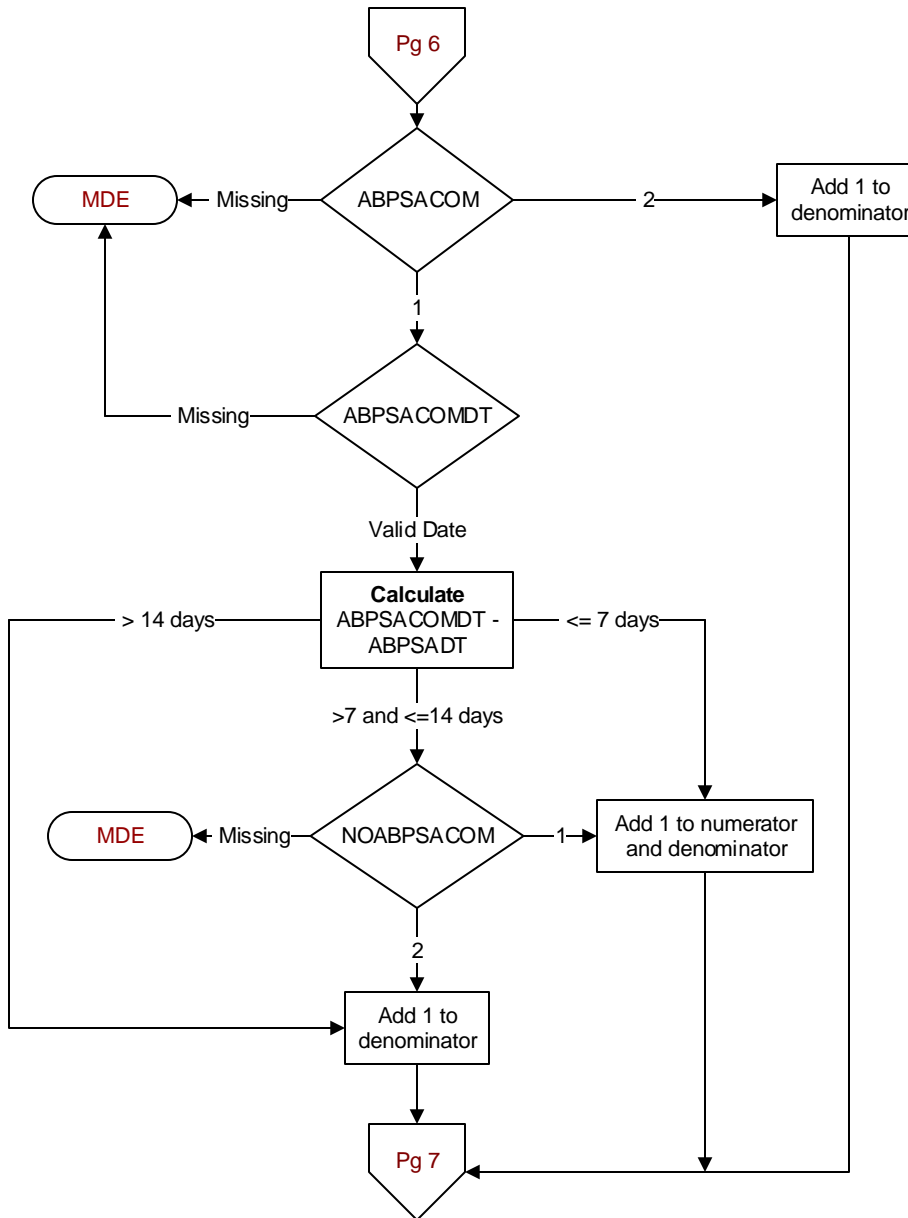 Pg 6
MDE
Missing
ABPSACOM
2
Add 1 to
denominator
1
Missing
ABPSACOMDT
Valid Date
> 14 days
Calculate
ABPSACOMDT -
ABPSADT
<= 7 days
>7 and <=14 days
MDE
Missing
NOABPSACOM
1
Add 1 to numerator
and denominator
2
Add 1 to
denominator
Pg 7